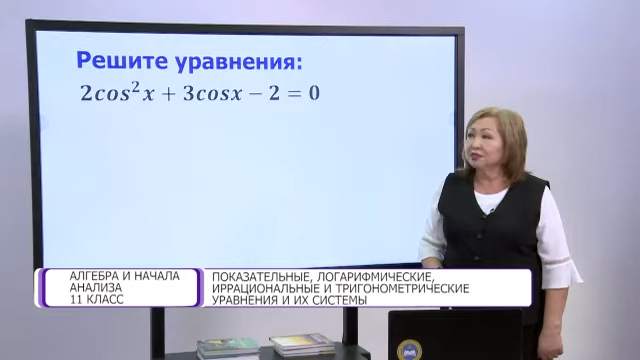 Решите уравнения:
2cos²x + 3cosx − 2 = 0
АЛГЕБРА И НАЧАЛА
АНАЛИЗА
11 КЛАСС
ПОКАЗАТЕЛЬНЫЕ, ЛОГАРИФМИЧЕСКИЕ,
ИРРАЦИОНАЛЬНЫЕ И ТРИГОНОМЕТРИЧЕСКИЕ
УРАВНЕНИЯ И ИХ СИСТЕМЫ